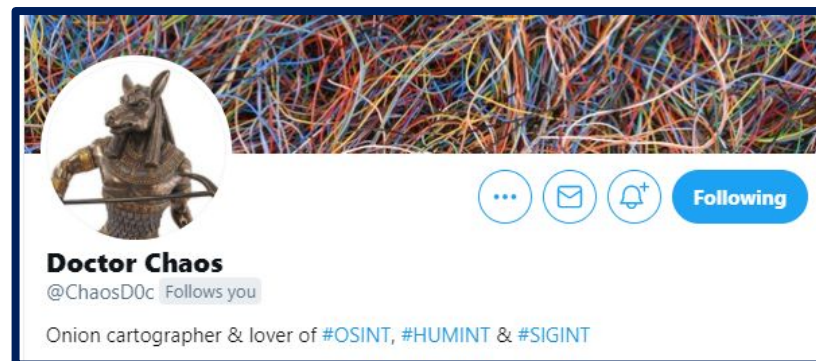 Following
Doctor Chaos
@ChaosD0c Follows you
Onion cartographer & lover of #OSINT, #HUMINT & #SIGINT